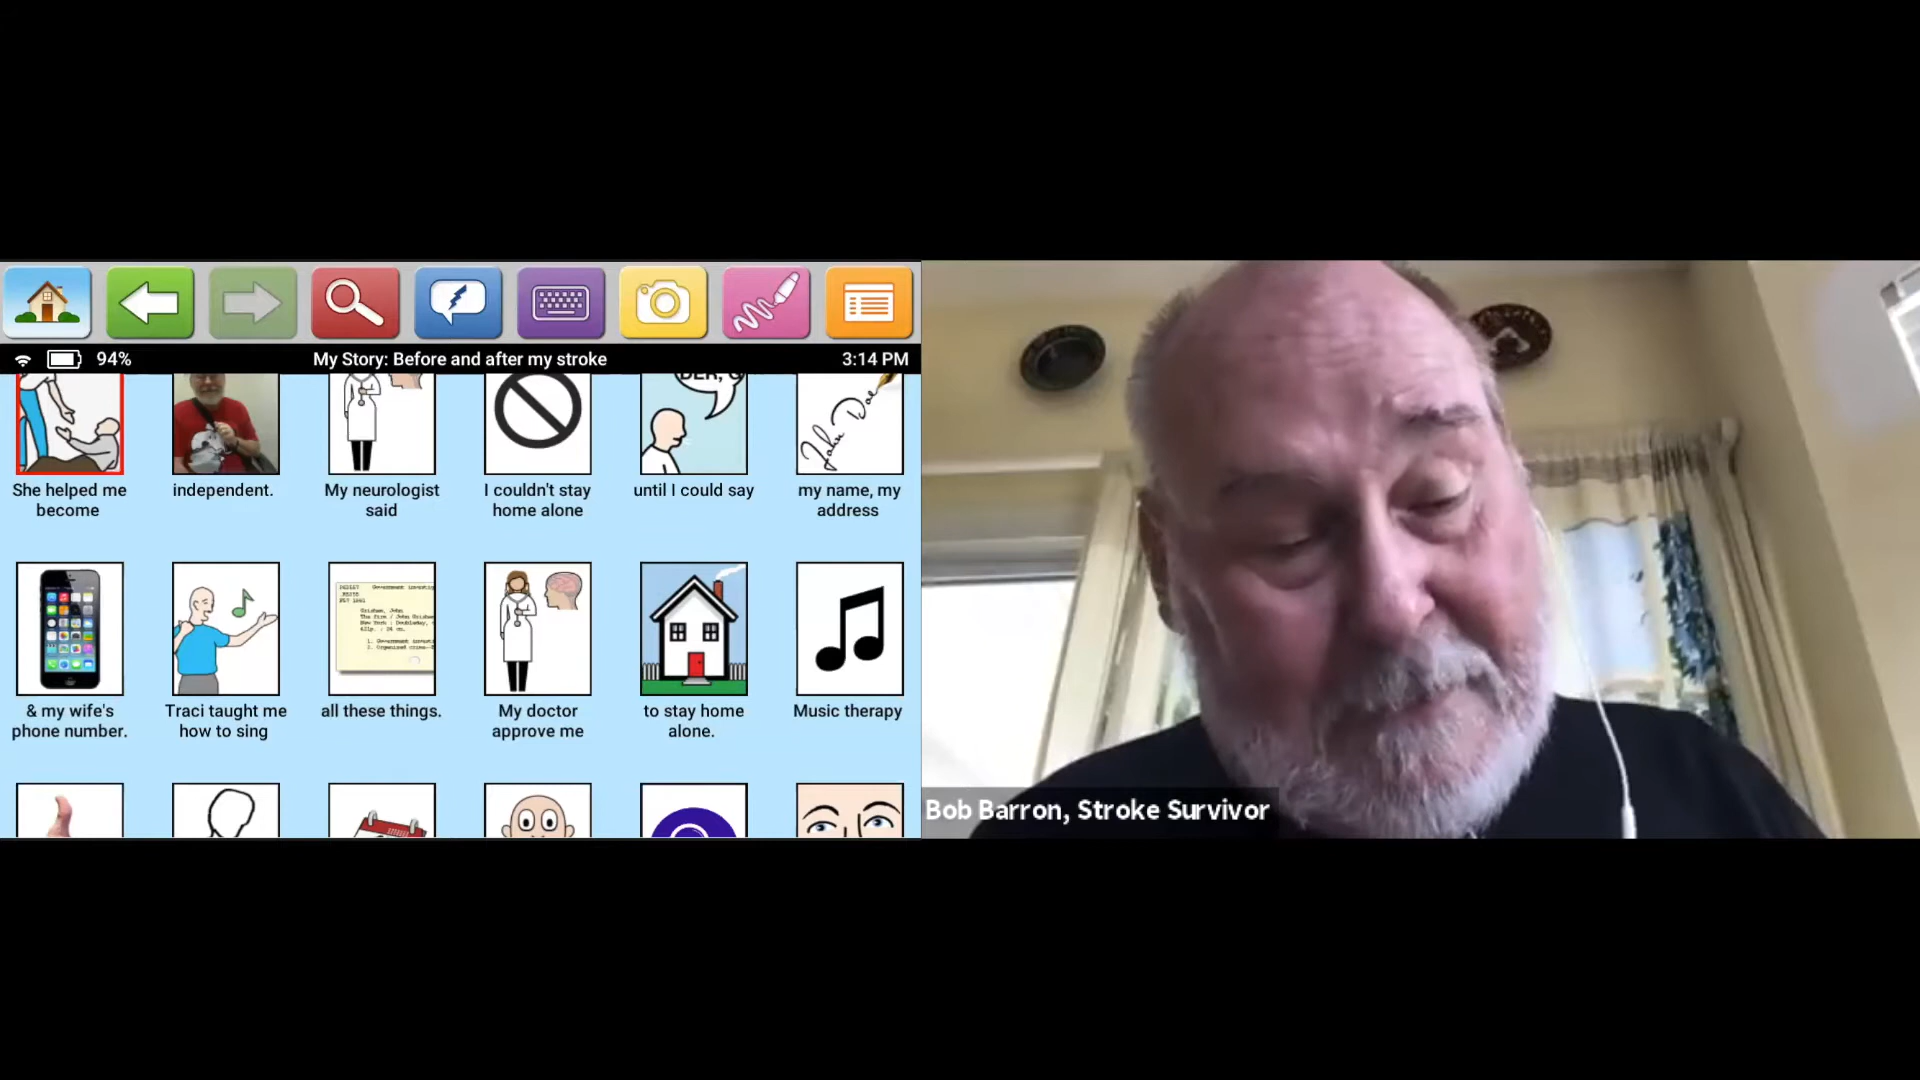 94%
My Story: Before and after my stroke
3:14 PM
She helped me
become
independent.
My neurologist
said
I couldn't stay
home alone
until I could say
my name, my
address
John Doe
& my wife's
phone number.
Traci taught me
how to sing
all these things.
My doctor
approve me
to stay home
alone.
Music therapy
Bob Barron, Stroke Survivor